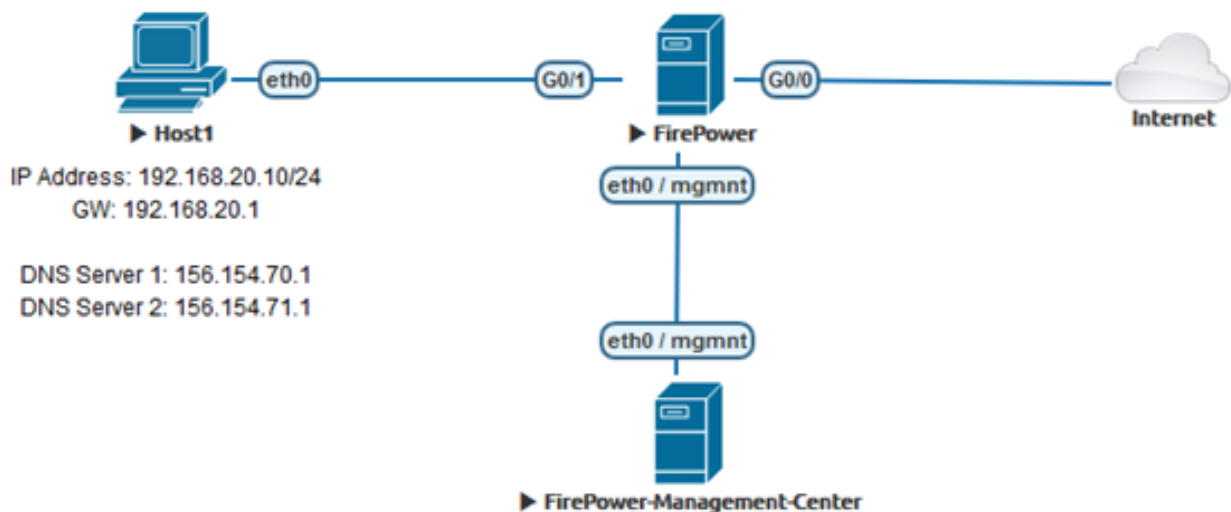 eth0
G0/1
G0/0
Host1
FirePower
Internet
IP Address: 192.168.20.10/24
GW: 192.168.20.1
DNS Server 1: 156.154.70.1
DNS Server 2: 156.154.71.1
eth0 / mgmnt
eth0 / mgmnt
FirePower-Management-Center